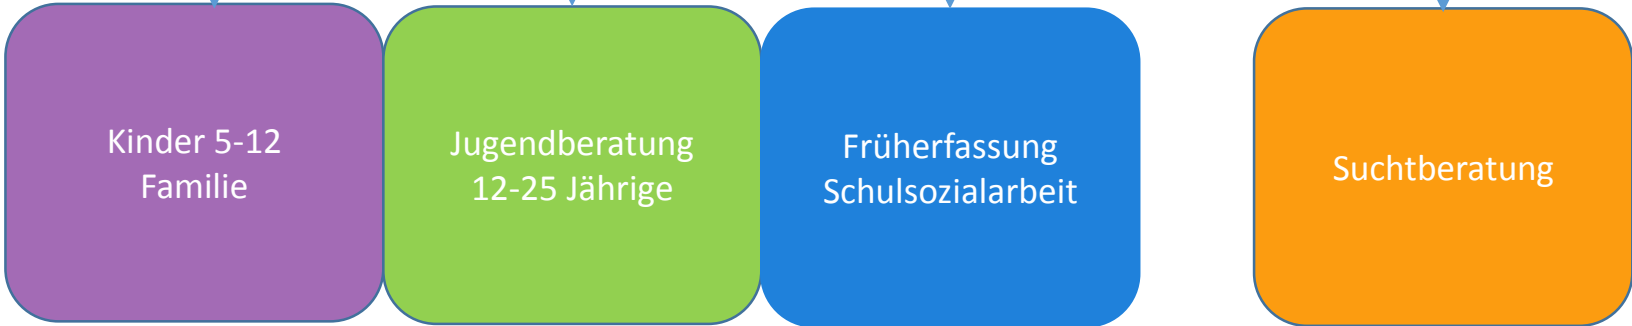 Kinder 5-12
Familie
Jugendberatung
12-25 Jährige
Früherfassung
Schulsozialarbeit
Suchtberatung